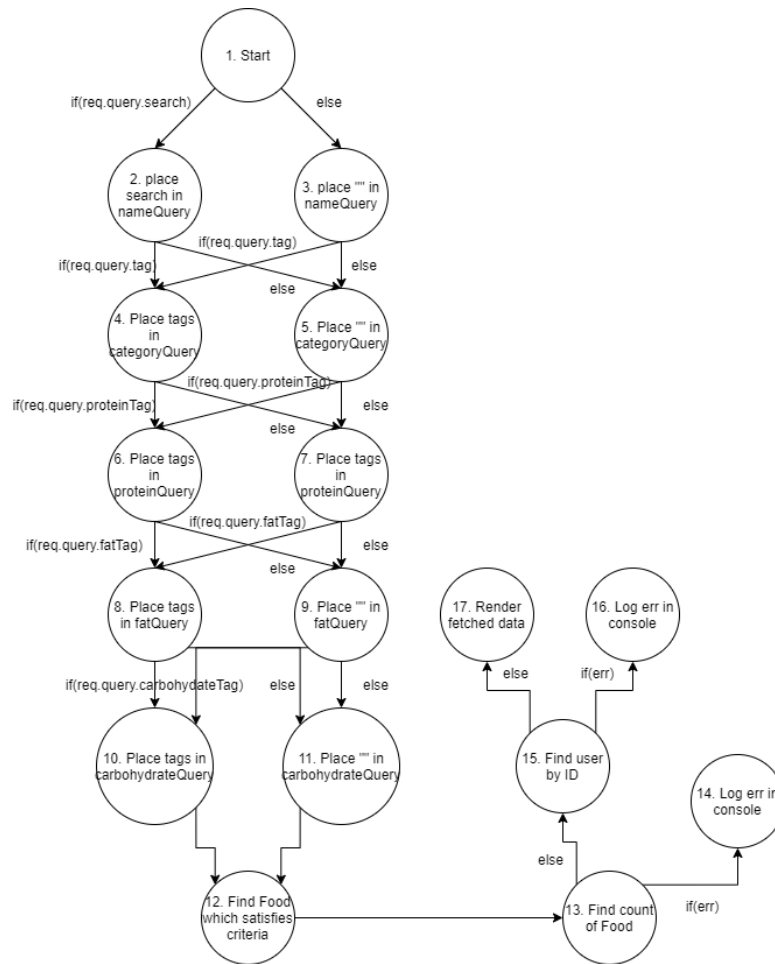 1. Start
if(req.query.search)
else
2. place
search in
nameQuery
3. place "" in
nameQuery
if(req.query.tag)
if(req.query.tag)
else
else
4. Place tags
in
categoryQuery
5. Place "" in
categoryQuery
if(req.query.proteinTag)
if(req.query.proteinTag)
else
else
6. Place tags
in
proteinQuery
7. Place tags
in
proteinQuery
if(req.query.fatTag)
if(req.query.fatTag)
else
else
8. Place tags
in fatQuery
9. Place "" in
fatQuery
17. Render
fetched data
16. Log err in
console
if(req.query.carbohydateTag)
else
else
else
if(err)
10. Place tags in
carbohydrateQuery
11. Place "" in
carbohydrateQuery
15. Find user
by ID
14. Log err in
console
else
if(err)
12. Find Food
which satisfies
criteria
13. Find count
of Food